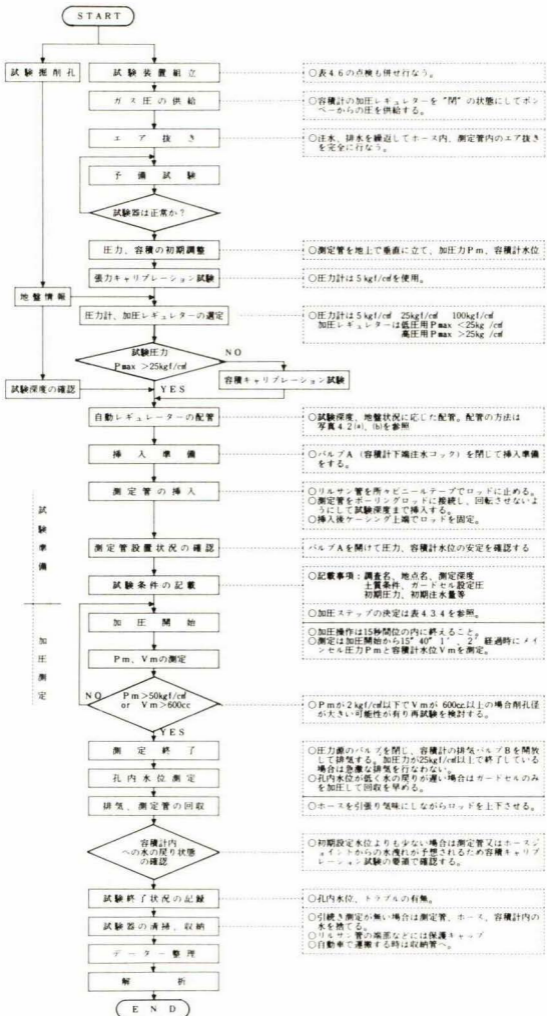 START
試験掘削孔
試験装置組立
○表4.6の点検も併せ行なう。
ガス圧の供給
○容積計の加圧レギュレターを"閉"の状態にしてボン
ベーからの圧を供給する。
エア抜き
○注水、排水を繰返してホース内、測定管内のエア抜き
を完全に行なう。
予備試験
試験器は正常か?
圧力、容積の初期調整
○測定管を地上で垂直に立て、加圧力Pm、容積計水位
張力キャリブレーション試験
○圧力計は5kgf/c㎡を使用。
地盤情報
圧力計、加圧レギュレターの選定
○圧力計は5kgf/c㎡ 25kgf/c㎡ 100kgf/c㎡
加圧レギュレターは低圧用Pmax <25kg/c㎡
高圧用Pmax >25kg/c㎡
試験圧力
Pmax >25kgf/c㎡
NO
容積キャリブレーション試験
YES
試験深度の確認
自動レギュレーターの配管
○試験深度、地盤状況に応じた配管。配管の方法は
写真4.2(a)、(b)を参照
挿入準備
○バルブA(容積計下端注水コック)を閉じて挿入準備
をする。
測定管の挿入
○リルサン管を所々ビニールテープでロッドに止める。
○測定管をボーリングロッドに接続し、回転させないよ
うにして試験深度まで挿入する。
○挿入後ケーシング上端でロッドを固定。
試験準備
測定管設置状況の確認
バルブAを開けて圧力、容積計水位の安定を確認する
試験条件の記載
○記載事項:調査名、地点名、測定深度
土質条件、ガードセル設定圧
初期圧力、初期注水量等
加圧測定
加圧開始
○加圧ステップの決定は表4.3.4を参照。
○加圧操作は15秒間位の内に終えること。
Pm、Vmの測定
○測定は加圧開始から15" 40" 1'、2' 経過時にメイ
ンセル圧力Pmと容積計水位Vmを測定。
NO
Pm>50kgf/c㎡
or Vm>600cc
○Pmが2kgf/c㎡以下でVmが 600cc以上の場合削孔径
が大きい可能性が有り再試験を検討する。
YES
測定終了
○圧力源のバルブを閉し、容積計の排気バルブBを開放
して排気する。加圧力が25kgf/c㎡以上で終了している
場合は急激な排気を行なわない。
孔内水位測定
○孔内水位が低く水の戻りが遅い場合はガードセルのみ
を加圧して回収を早める。
排気、測定管の回収
○ホースを引張り気味にしながらロッドを上下させる。
容積計内
への水の戻り状態
の確認
○初期設定水位よりも少ない場合は測定管又はホースジ
ョイントからの水洩れが予想されるため容積キャリブ
レーション試験の要領で確認する。
試験終了状況の記録
○孔内水位、トラブルの有無。
試験器の清掃、収納
○引続き測定が無い場合は測定管、ホース、容積計内の
水を捨てる。
○リルサン管の端部などには保護キャップ
○自動車で運搬する時は収納管へ。
データー整理
解析
END